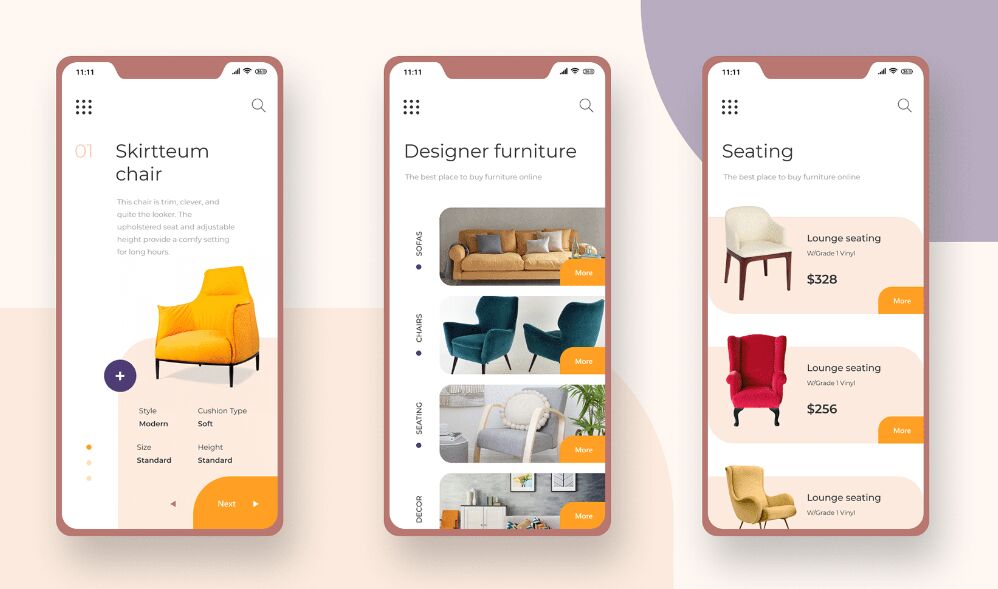 11:11
01
Skirtteum
chair
This chair is trim, clever, and
quite the looker. The
upholstered seat and adjustable
height provide a comfy setting
for long hours.
+
Style
Cushion Type
Modern
Soft
Size
Height
Standard
Standard
Next
11:11
Designer furniture
The best place to buy furniture online
SOFAS
More
CHAIRS
More
SEATING
More
DECOR
More
11:11
Seating
The best place to buy furniture online
Lounge seating
W/Grade 1 Vinyl
$328
More
Lounge seating
W/Grade 1 Vinyl
$256
More
Lounge seating
W/Grade 1 Vinyl